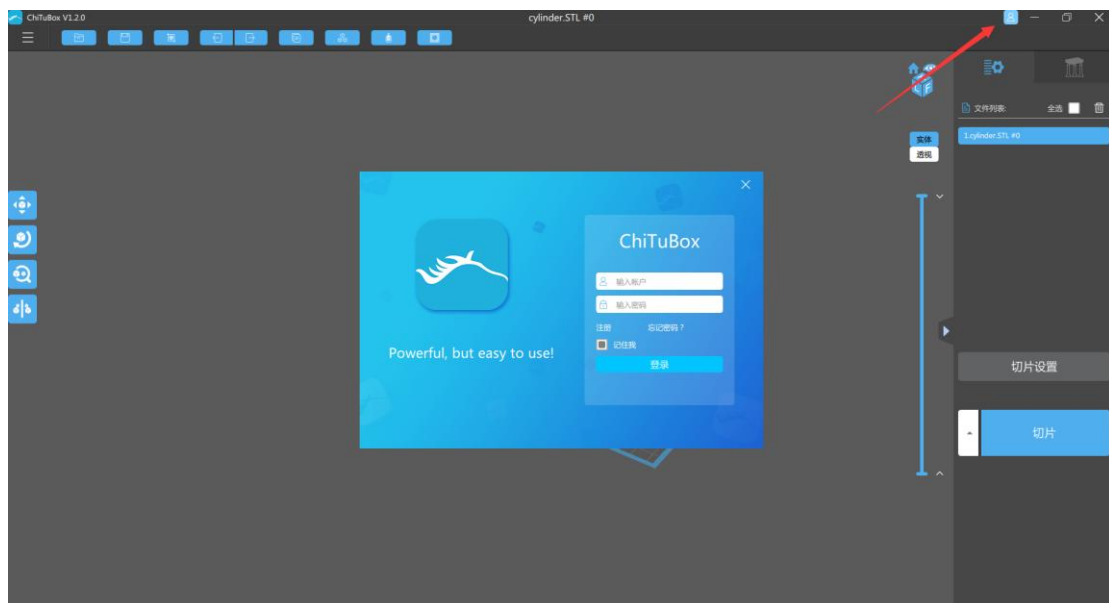 ChiTuBox V1.2.0
cylinder.STL #0
文件列表:
全选
1.cylinder.STL #0
实体
透视
F
ChiTuBox
输入帐户
输入密码
注册
忘记密码？
记住我
登录
Powerful, but easy to use!
切片设置
切片